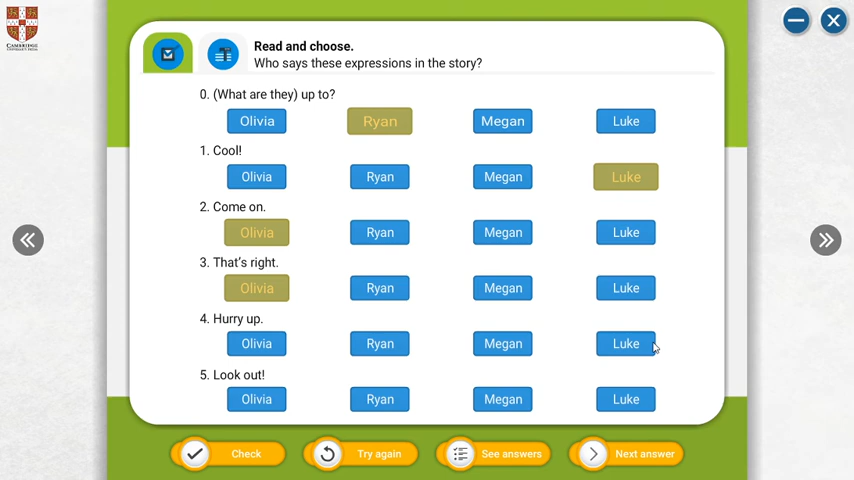 CAMBRIDGE
Read and choose.
Who says these expressions in the story?
0. (What are they) up to?
Olivia Ryan Megan Luke
1. Cool!
Olivia Ryan Megan Luke
2. Come on.
Olivia Ryan Megan Luke
3. That's right.
Olivia Ryan Megan Luke
4. Hurry up.
Olivia Ryan Megan Luke
5. Look out!
Olivia Ryan Megan Luke
Check Try again See answers Next answer